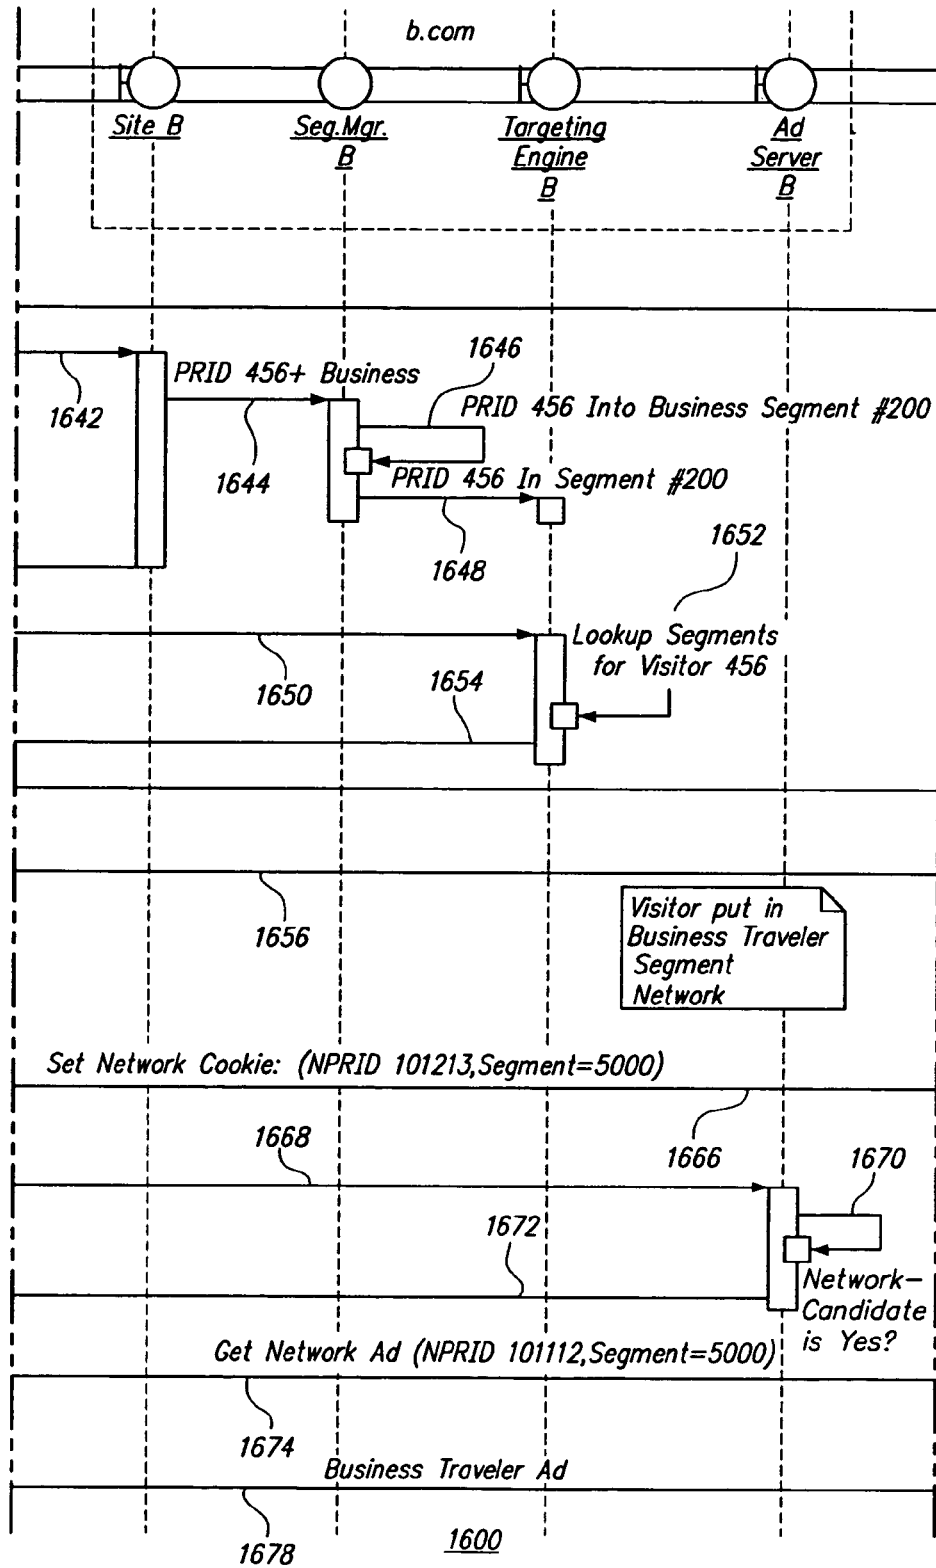 b.com
Site B
Seg.Mgr.
B
Targeting
Engine
B
Ad
Server
B
1642
PRID 456+ Business
1644
1646
PRID 456 Into Business Segment #200
PRID 456 In Segment #200
1648
1652
Lookup Segments
for Visitor 456
1650
1654
1656
Visitor put in
Business Traveler
Segment
Network
Set Network Cookie: (NPRID 101213,Segment=5000)
1666
1668
1670
1672
Network-
Candidate
is Yes?
Get Network Ad (NPRID 101112,Segment=5000)
1674
Business Traveler Ad
1678
1600